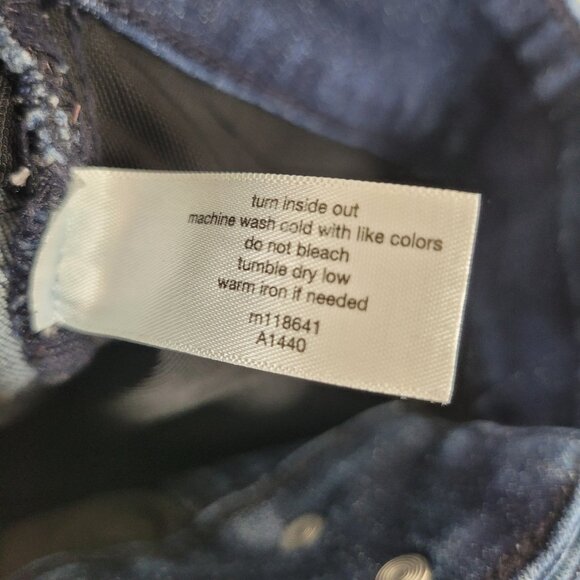 turn inside out
machine wash cold with like colors
do not bleach
tumble dry low
warm iron if needed
m118641
A1440